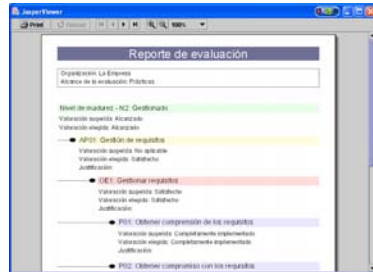 JasperViewer
Print Reload 100%
Reporte de evaluación
Organización: La Empresa
Alcance de la evaluación: Prácticas
Nivel de madurez - N2: Gestionado
Valoración sugerida: Alcanzado
Valoración elegida: Alcanzado
AP01: Gestión de requisitos
Valoración sugerida: No aplicable
Valoración elegida: Satisfecho
Justificación:
OE1: Gestionar requisitos
Valoración sugerida: Satisfecho
Valoración elegida: Satisfecho
Justificación:
P01: Obtener comprensión de los requisitos
Valoración sugerida: Completamente implementado
Valoración elegida: Completamente implementado
Justificación:
P02: Obtener compromiso con los requisitos